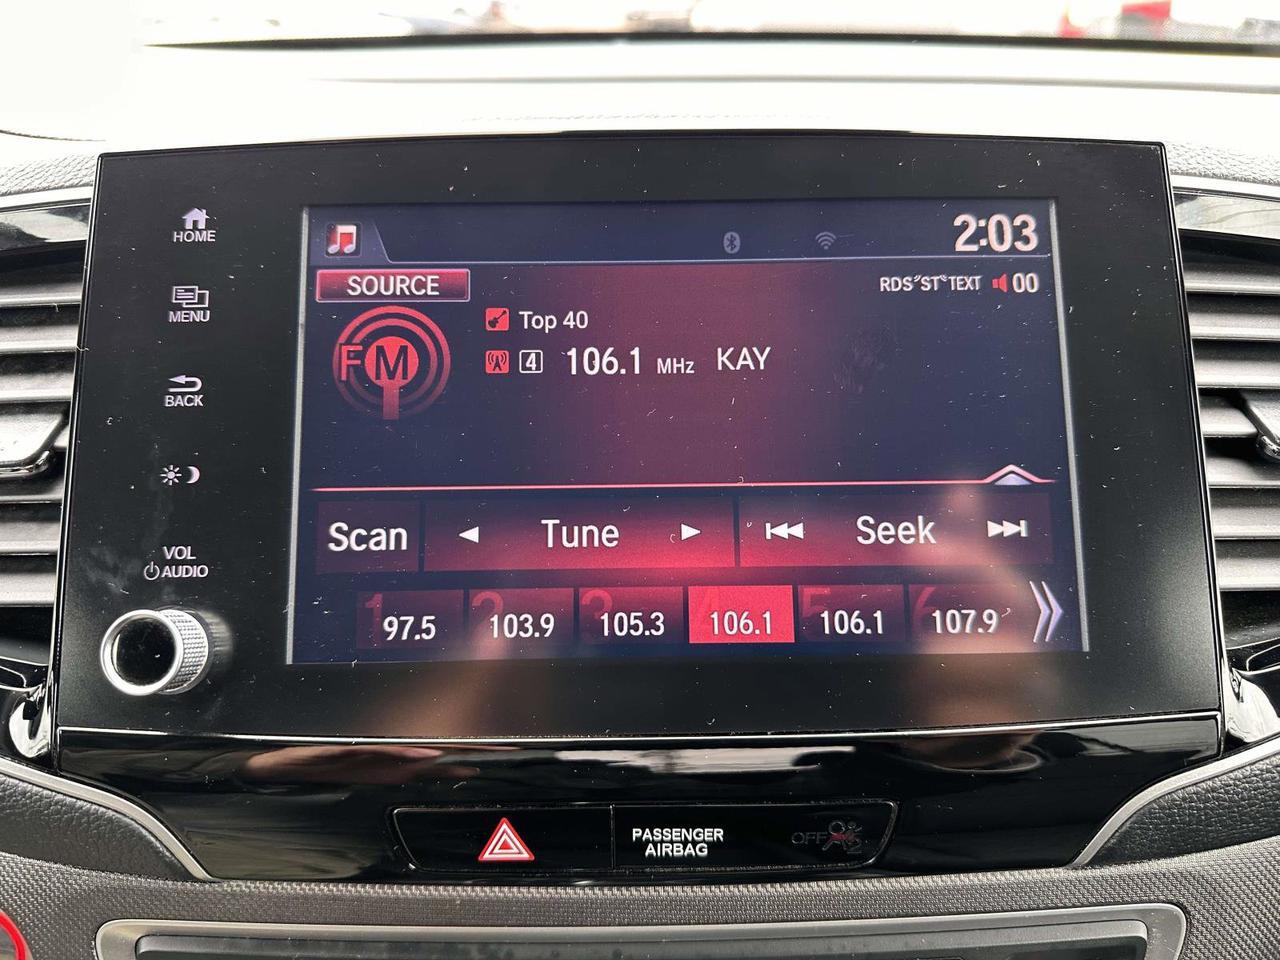 HOME
MENU
BACK
VOL
AUDIO
2:03
SOURCE
RDS ST TEXT 00
FM
Top 40
4 106.1 MHz KAY
Scan Tune Seek
1 97.5 2 103.9 3 105.3 4 106.1 5 106.1 6 107.9
PASSENGER
AIRBAG
OFF